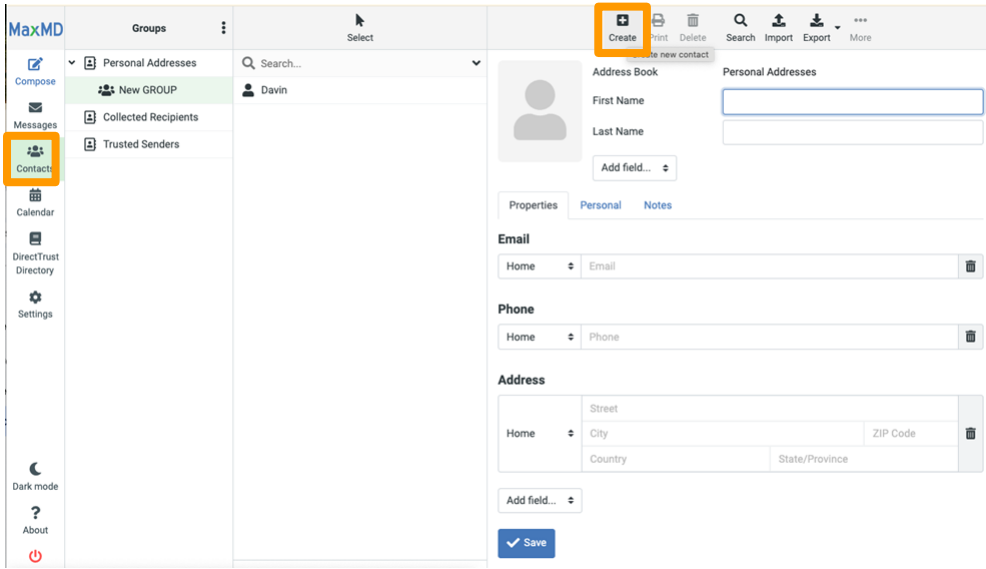 MaxMD
Compose
Messages
Contacts
Calendar
DirectTrust
Directory
Settings
Dark mode
About
Groups
Personal Addresses
New GROUP
Collected Recipients
Trusted Senders
Select
Search...
Davin
Create
Print
Delete
Search
Import
Export
More
Create new contact
Address Book
Personal Addresses
First Name
Last Name
Add field...
Properties
Personal
Notes
Email
Home
Email
Phone
Home
Phone
Address
Home
Street
City
ZIP Code
Country
State/Province
Add field...
Save